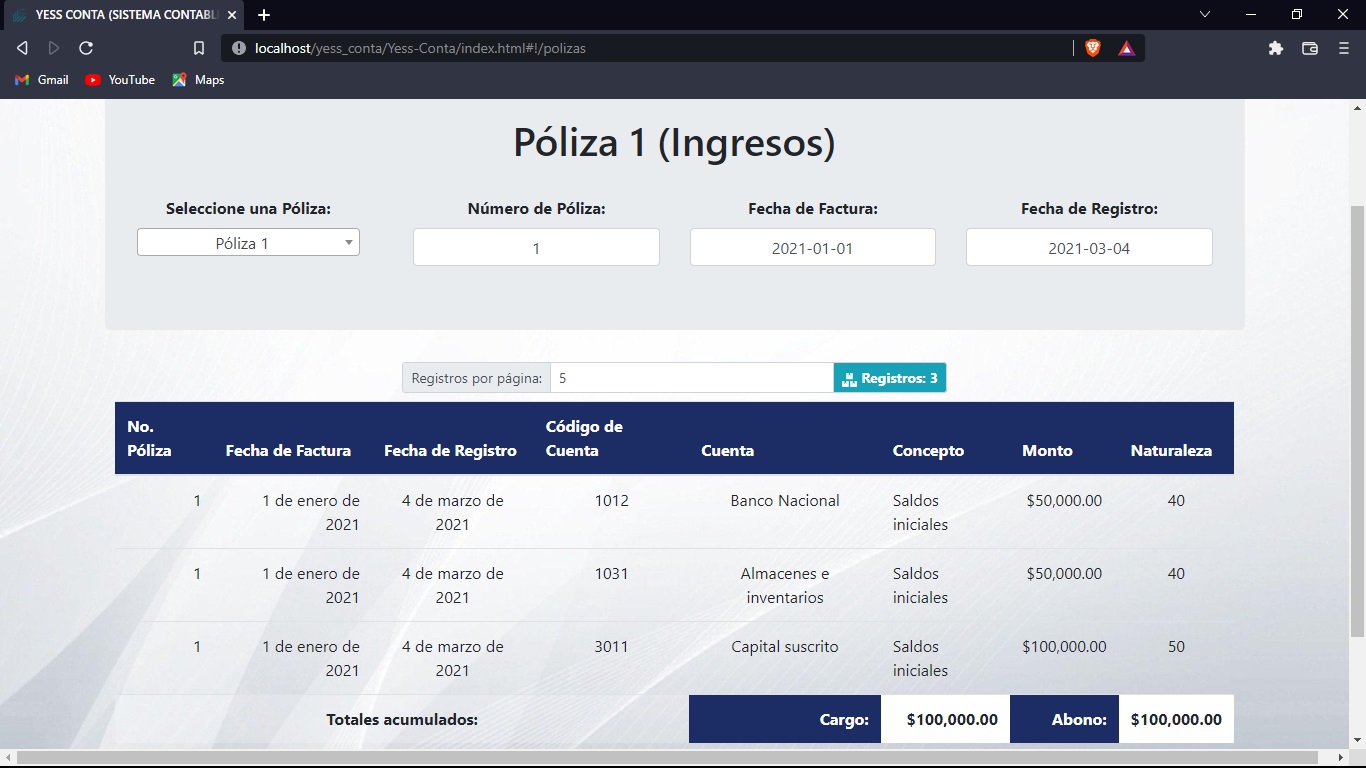 YESS CONTA (SISTEMA CONTABL
localhost/yess_conta/Yess-Conta/index.html#!/polizas
Gmail YouTube Maps
Póliza 1 (Ingresos)
Seleccione una Póliza: Número de Póliza: Fecha de Factura: Fecha de Registro:
Póliza 1 1 2021-01-01 2021-03-04
Registros por página: 5 Registros: 3
No. Código de
Póliza Fecha de Factura Fecha de Registro Cuenta Cuenta Concepto Monto Naturaleza
1 1 de enero de 4 de marzo de 1012 Banco Nacional Saldos $50,000.00 40
2021 2021 iniciales
1 1 de enero de 4 de marzo de 1031 Almacenes e Saldos $50,000.00 40
2021 2021 inventarios iniciales
1 1 de enero de 4 de marzo de 3011 Capital suscrito Saldos $100,000.00 50
2021 2021 iniciales
Totales acumulados: Cargo: $100,000.00 Abono: $100,000.00